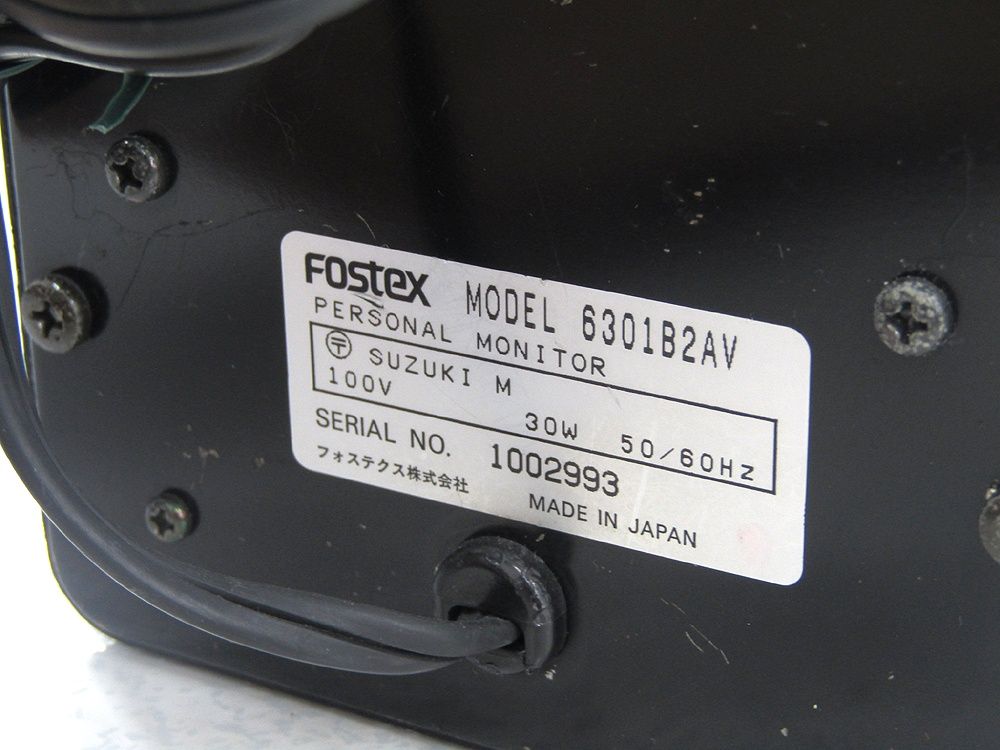 FOSTEX MODEL 6301B2AV
PERSONAL MONITOR
〒 SUZUKI M
100V 30W 50/60Hz
SERIAL NO. 1002993
フォステクス株式会社 MADE IN JAPAN